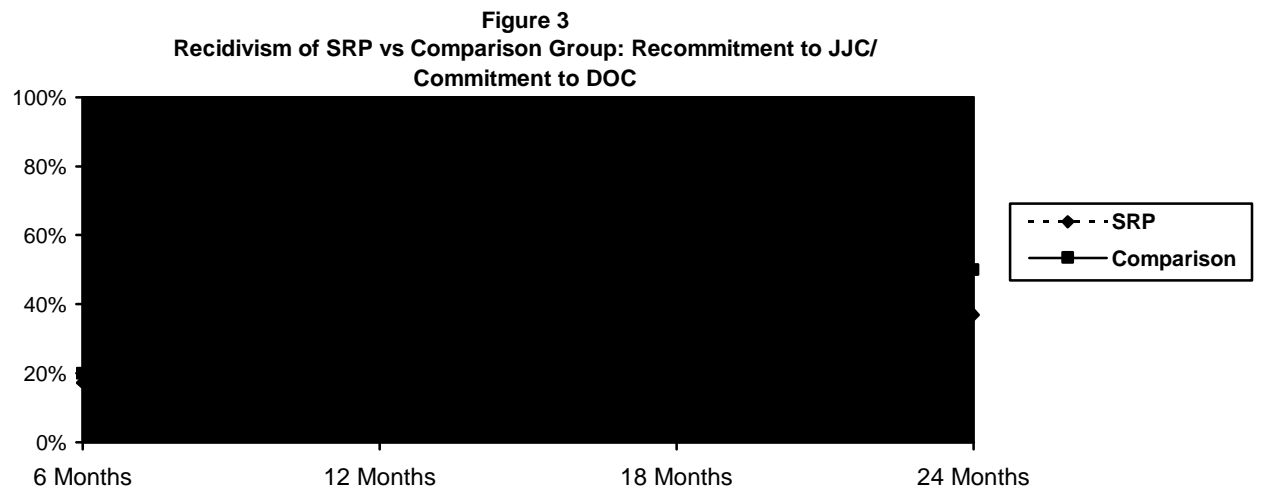 Figure 3
Recidivism of SRP vs Comparison Group: Recommitment to JJC/
Commitment to DOC
100%
80%
60%
40%
20%
0%
6 Months 12 Months 18 Months 24 Months
SRP
Comparison